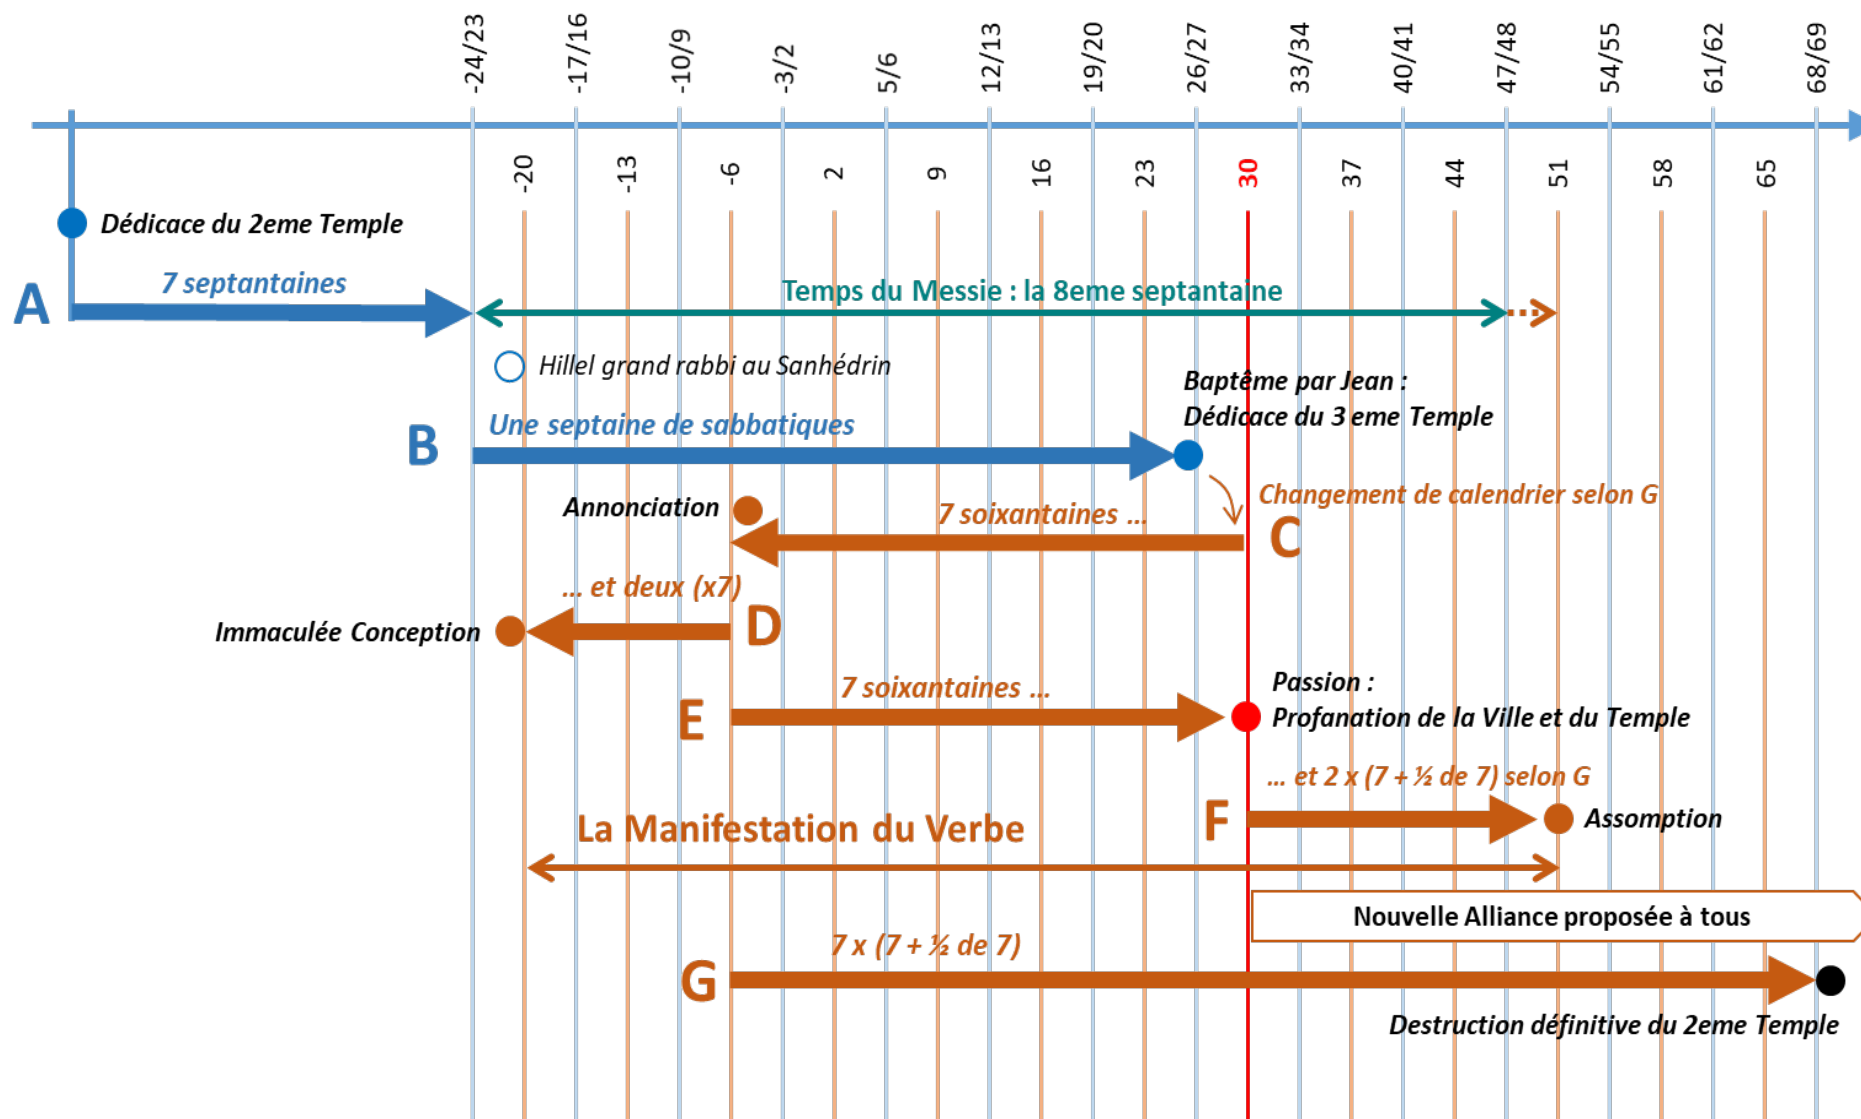 -24/23
-17/16
-10/9
-3/2
5/6
12/13
19/20
26/27
33/34
40/41
47/48
54/55
61/62
68/69
-20
-13
-6
2
9
16
23
30
37
44
51
58
65
Dédicace du 2eme Temple
A
7 septantaines
Temps du Messie : la 8eme septantaine
Hillel grand rabbi au Sanhédrin
Baptême par Jean :
Dédicace du 3 eme Temple
B
Une septaine de sabbatiques
Changement de calendrier selon G
Annonciation
7 soixantaines ...
C
... et deux (x7)
Immaculée Conception
D
Passion :
Profanation de la Ville et du Temple
E
7 soixantaines ...
... et 2 x (7 + ½ de 7) selon G
F
Assomption
La Manifestation du Verbe
Nouvelle Alliance proposée à tous
7 x (7 + ½ de 7)
G
Destruction définitive du 2eme Temple